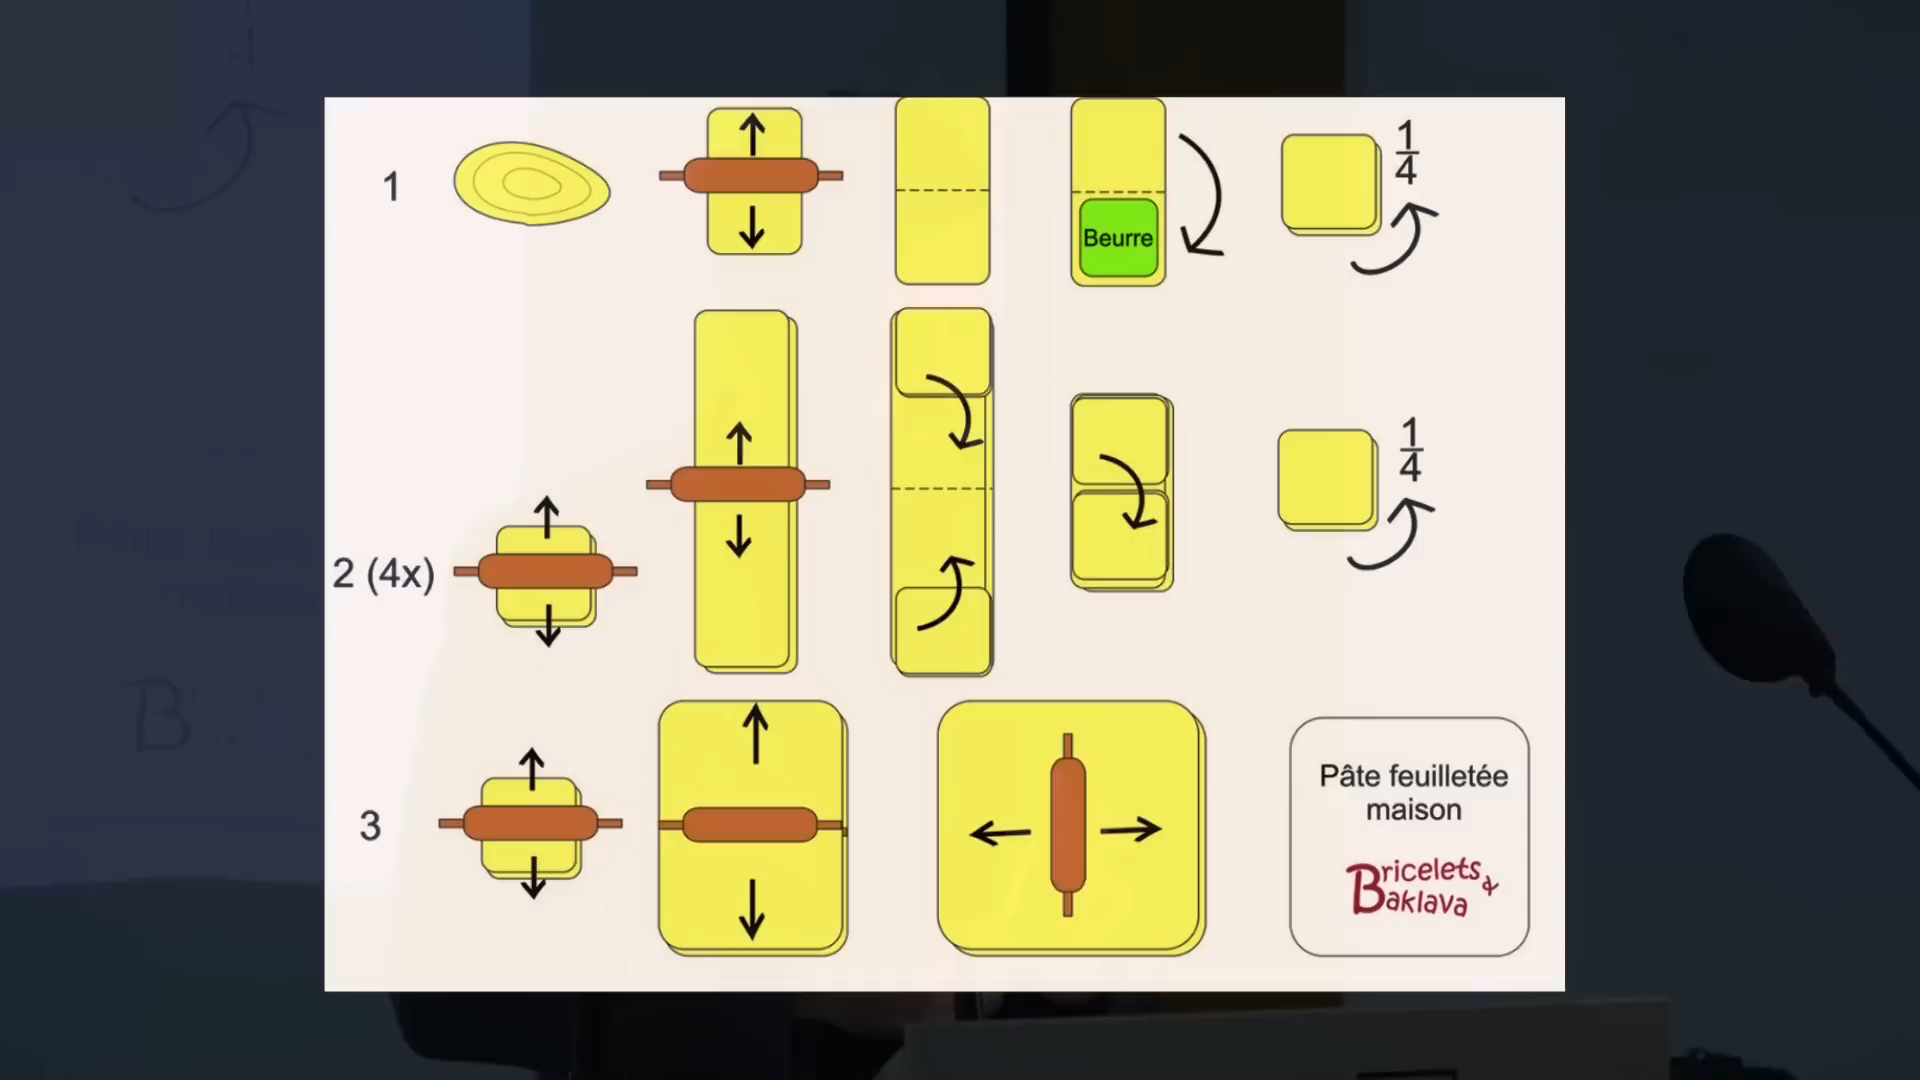 1
Beurre
1
4
2 (4x)
1
4
3
Pâte feuilletée
maison
Bricelets &
Baklava